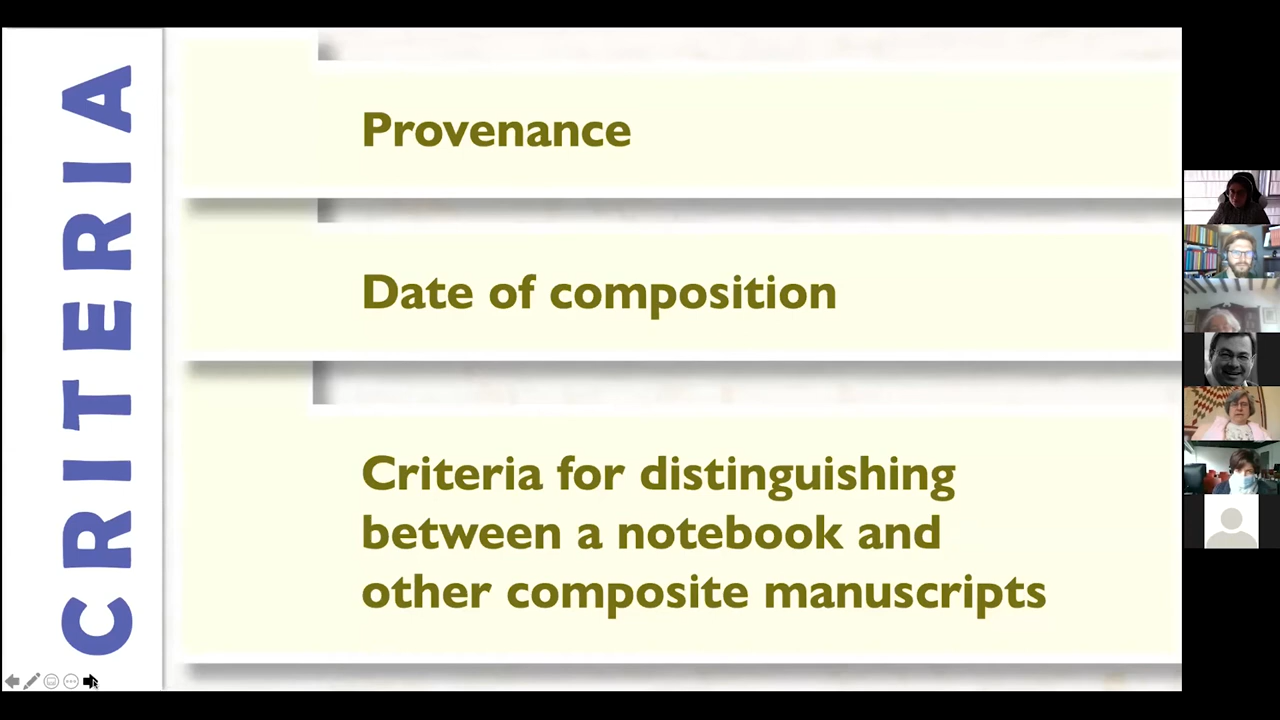 CRITERIA
Provenance
Date of composition
Criteria for distinguishing
between a notebook and
other composite manuscripts